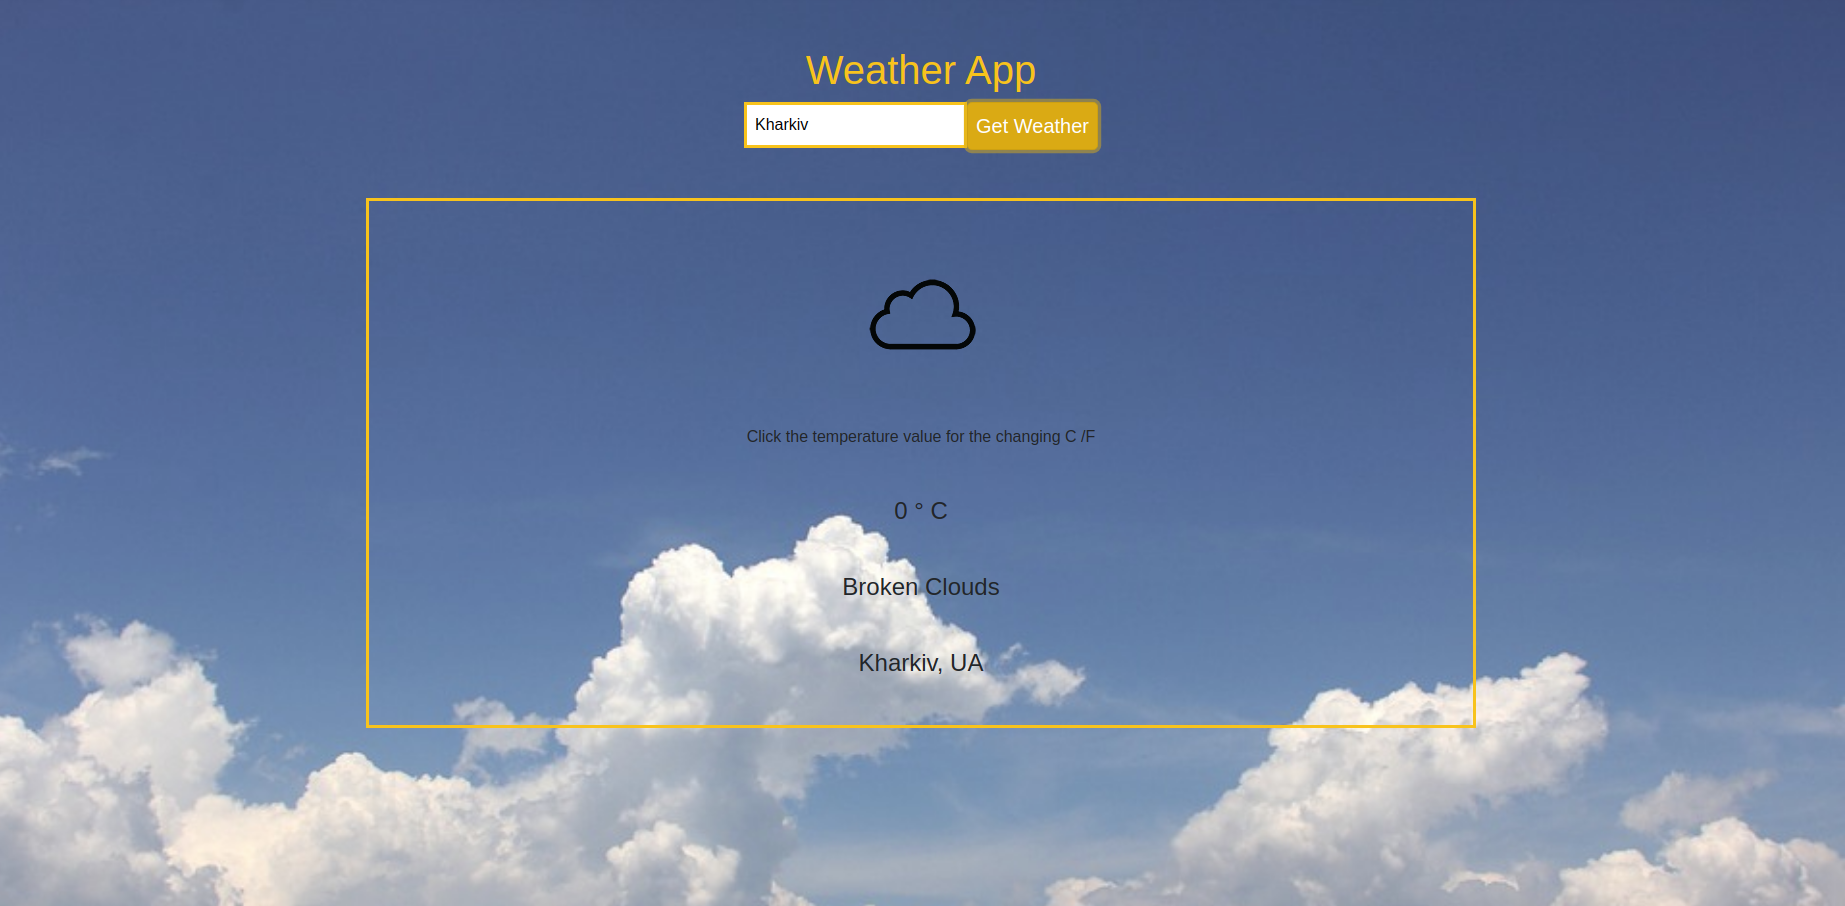 Weather App
Kharkiv
Get Weather
Click the temperature value for the changing C /F
0 ° C
Broken Clouds
Kharkiv, UA